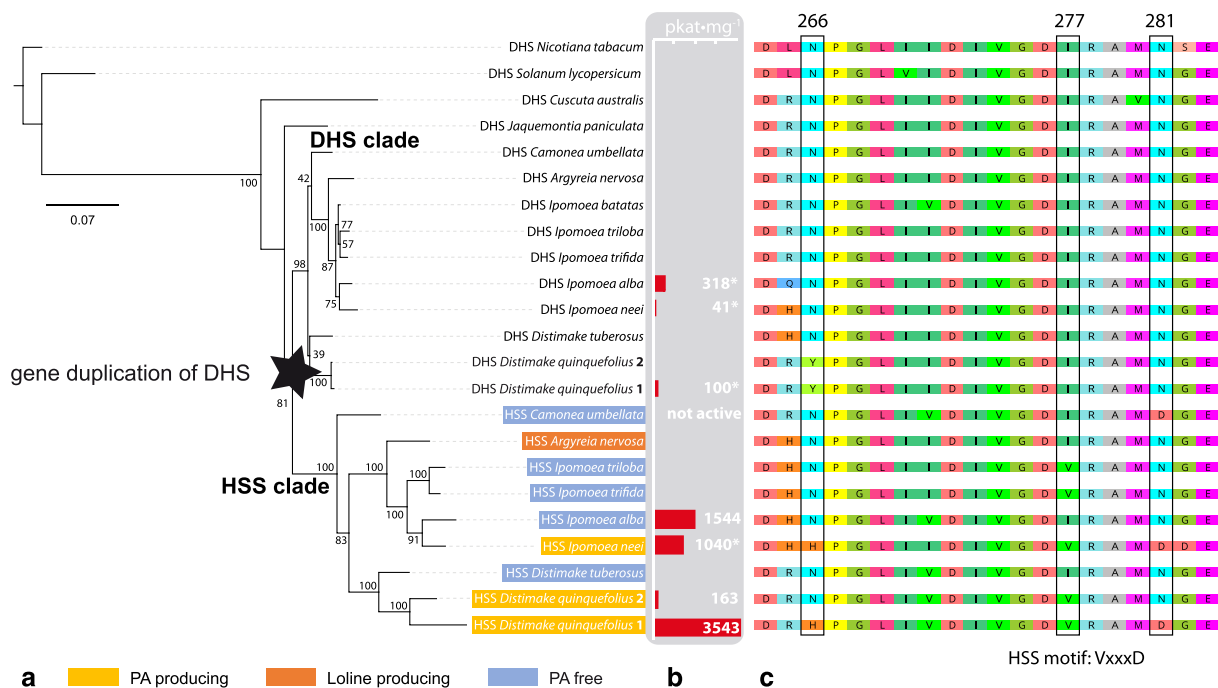 pkat•mg⁻¹
266 277 281
DHS Nicotiana tabacum D L N P G L I I D I V G D I R A M N S E
DHS Solanum lycopersicum D L N P G L V I D I V G D I R A M N G E
DHS Cuscuta australis D R N P G L I I D I V G D I R A V N G E
DHS Jaquemontia paniculata D R N P G L I I D I V G D I R A M N G E
DHS clade
DHS Camonea umbellata D R N P G L I I D I V G D I R A M N G E
42
DHS Argyreia nervosa D R N P G L I I D I V G D I R A M N G E
100
DHS Ipomoea batatas D R N P G L I V D I V G D I R A M N G E
100 77
DHS Ipomoea triloba D R N P G L I I D I V G D I R A M N G E
57
DHS Ipomoea trifida D R N P G L I I D I V G D I R A M N G E
0.07
98 87
DHS Ipomoea alba 318* D Q N P G L I I D I V G D I R A M N G E
75
DHS Ipomoea neei 41* D H N P G L I I D I V G D I R A M N G E
DHS Distimake tuberosus D H N P G L I I D I V G D I R A M N G E
39
DHS Distimake quinquefolius 2 D R Y P G L I I D I V G D I R A M N G E
gene duplication of DHS
100
DHS Distimake quinquefolius 1 100* D R Y P G L I I D I V G D I R A M N G E
81
HSS Camonea umbellata not active D R N P G L I V D I V G D I R A M D G E
HSS Argyreia nervosa D H N P G L I I D I V G D I R A M N G E
100 100 100
HSS Ipomoea triloba D H N P G L I I D I V G D V R A M N G E
HSS clade
HSS Ipomoea trifida D H N P G L I I D I V G D V R A M N G E
100
HSS Ipomoea alba 1544 D H N P G L I V D I V G D I R A M N G E
83 91
HSS Ipomoea neei 1040* D H H P G L I I D I V G D V R A M D D E
HSS Distimake tuberosus D R N P G L I V D I V G D I R A M N G E
100
HSS Distimake quinquefolius 2 163 D R N P G L I V D I V G D V R A M N G E
100
HSS Distimake quinquefolius 1 3543 D R H P G L I V D I V G D V R A M D G E
HSS motif: VxxxD
a PA producing Loline producing PA free b c